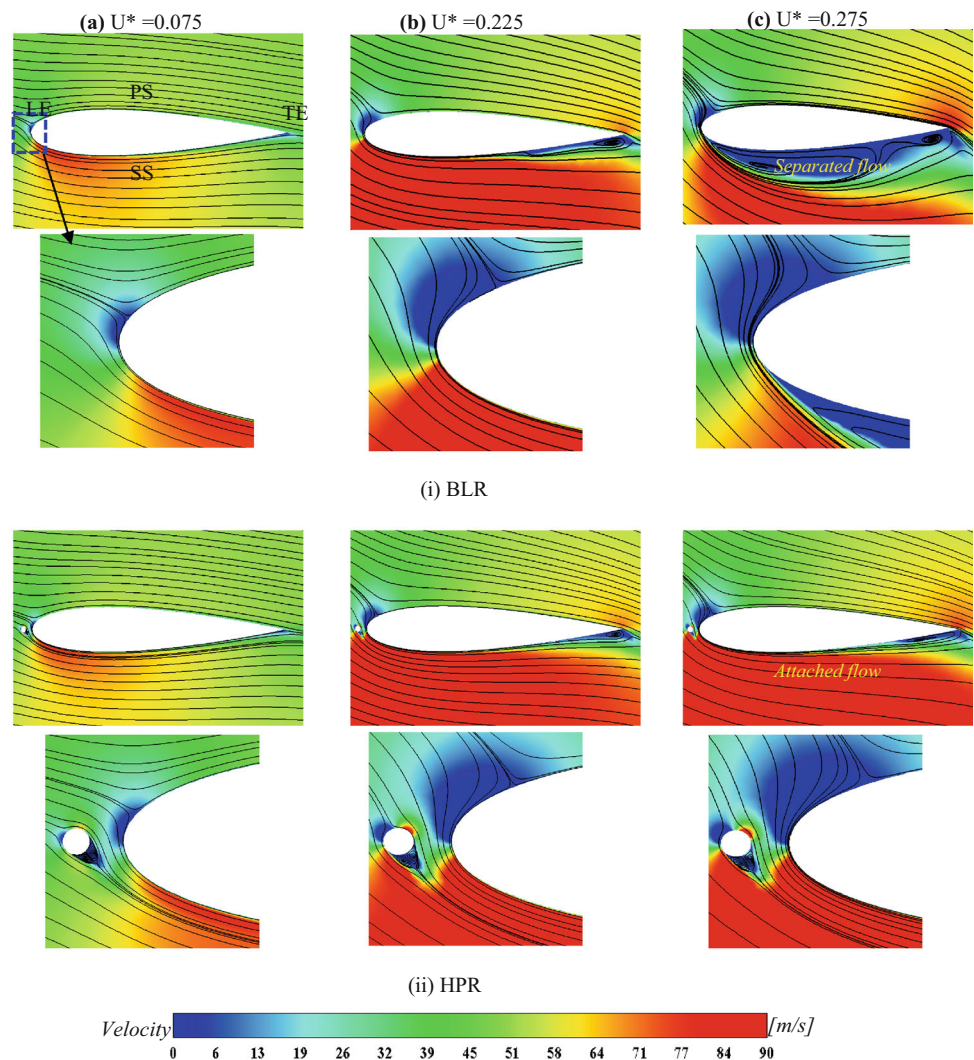 (a) U* =0.075 (b) U* =0.225 (c) U* =0.275
PS
LE TE
SS
Separated flow
(i) BLR
Attached flow
(ii) HPR
Velocity [m/s]
0 6 13 19 26 32 39 45 51 58 64 71 77 84 90